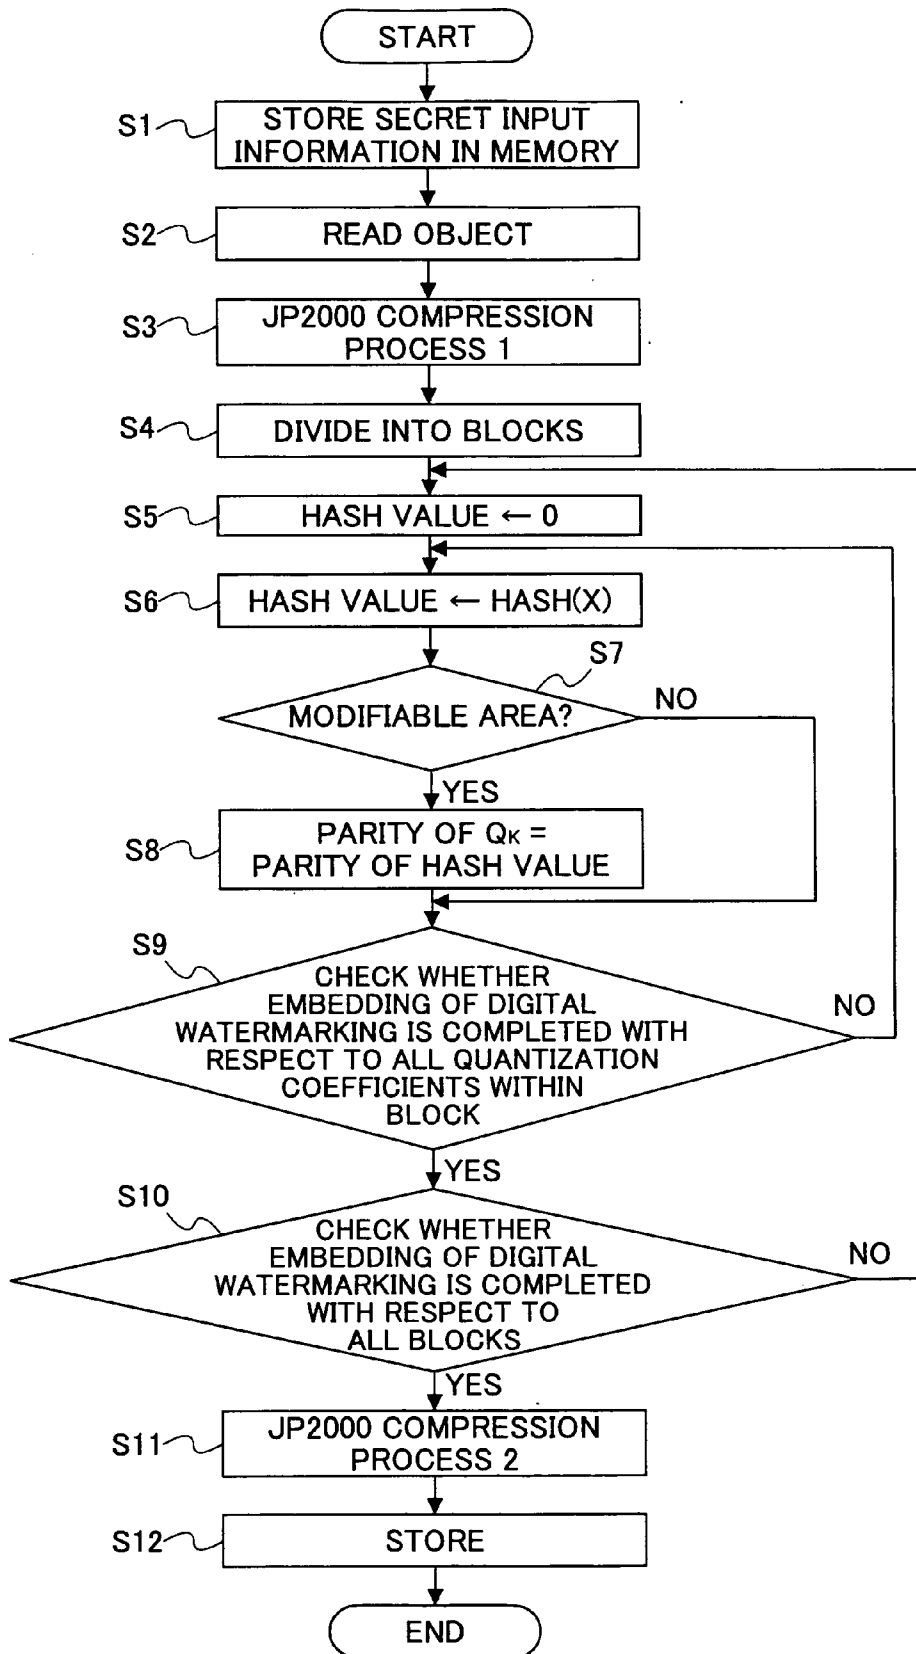 START
S1
STORE SECRET INPUT
INFORMATION IN MEMORY
S2
READ OBJECT
S3
JP2000 COMPRESSION
PROCESS 1
S4
DIVIDE INTO BLOCKS
S5
HASH VALUE ← 0
S6
HASH VALUE ← HASH(X)
S7
MODIFIABLE AREA?
NO
YES
S8
PARITY OF QK =
PARITY OF HASH VALUE
S9
CHECK WHETHER
EMBEDDING OF DIGITAL
WATERMARKING IS COMPLETED WITH
RESPECT TO ALL QUANTIZATION
COEFFICIENTS WITHIN
BLOCK
NO
YES
S10
CHECK WHETHER
EMBEDDING OF DIGITAL
WATERMARKING IS COMPLETED
WITH RESPECT TO
ALL BLOCKS
NO
YES
S11
JP2000 COMPRESSION
PROCESS 2
S12
STORE
END